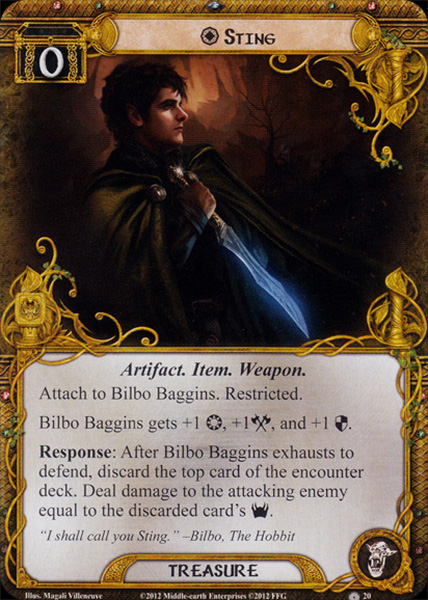 Sting
0
Artifact. Item. Weapon.
Attach to Bilbo Baggins. Restricted.
Bilbo Baggins gets +1 , +1 , and +1 .
Response: After Bilbo Baggins exhausts to
defend, discard the top card of the encounter
deck. Deal damage to the attacking enemy
equal to the discarded card's .
"I shall call you Sting." –Bilbo, The Hobbit
TREASURE
Illus. Magali Villeneuve ©2012 Middle-earth Enterprises ©2012 FFG 20